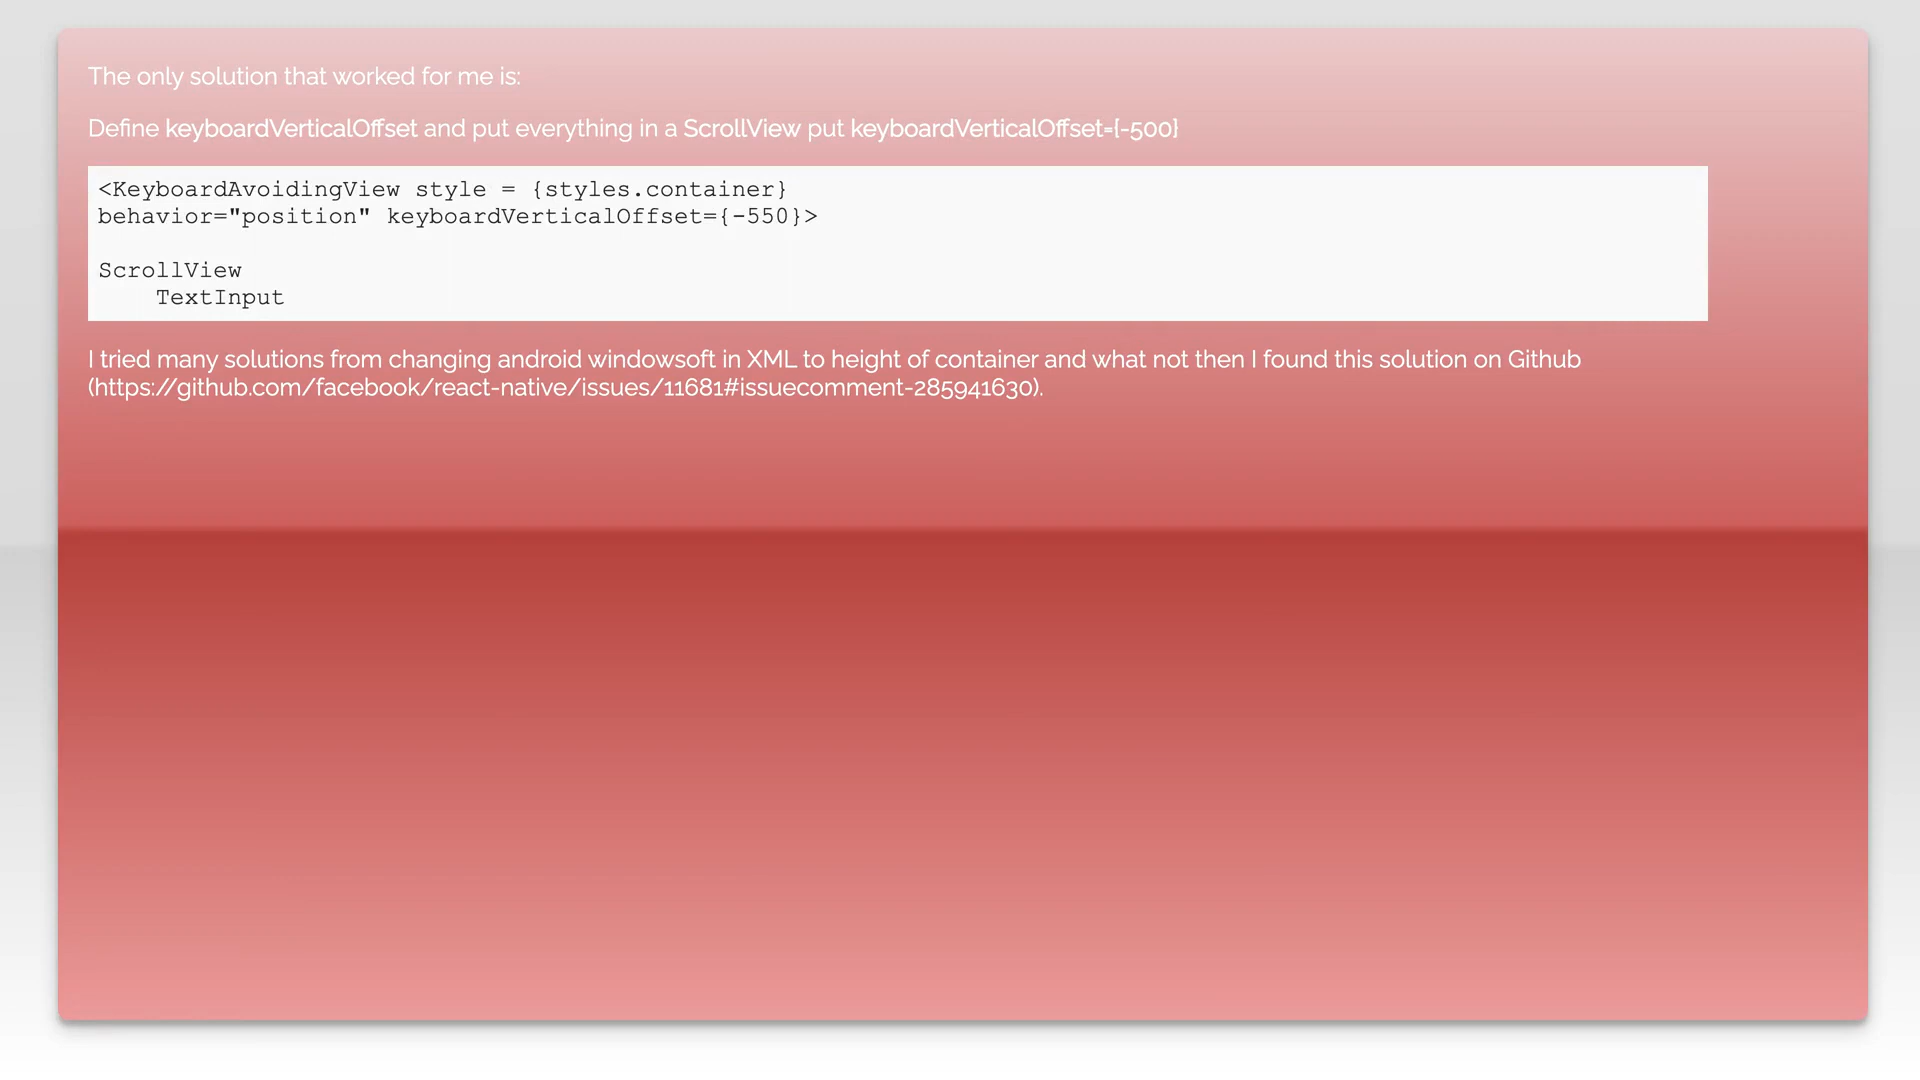 The only solution that worked for me is:
Define keyboardVerticalOffset and put everything in a ScrollView put keyboardVerticalOffset={-500}
<KeyboardAvoidingView style = {styles.container}
behavior="position" keyboardVerticalOffset={-550}>
ScrollView
    TextInput
I tried many solutions from changing android windowsoft in XML to height of container and what not then I found this solution on Github
(https://github.com/facebook/react-native/issues/11681#issuecomment-285941630).